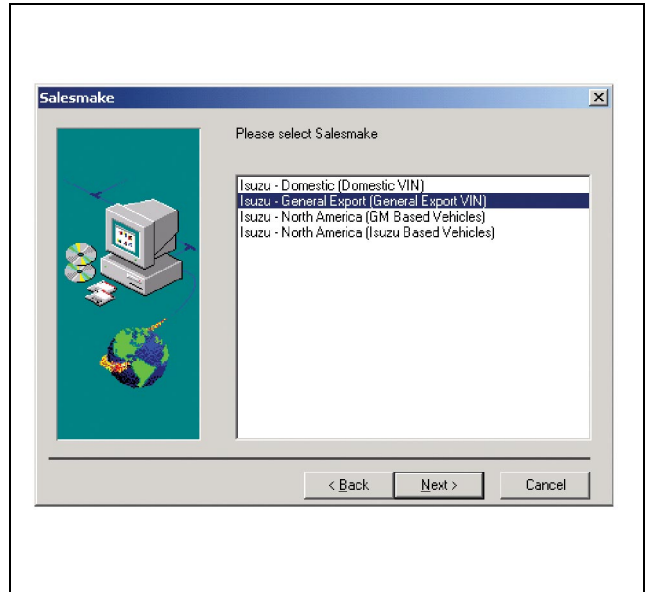 Salesmake
Please select Salesmake
Isuzu - Domestic (Domestic VIN)
Isuzu - General Export (General Export VIN)
Isuzu - North America (GM Based Vehicles)
Isuzu - North America (Isuzu Based Vehicles)
< Back Next > Cancel